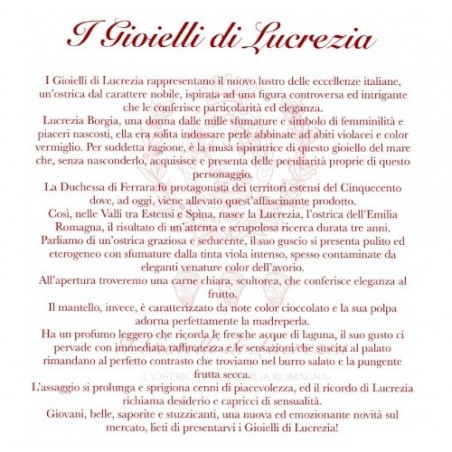 I Gioielli di Lucrezia
I Gioielli di Lucrezia rappresentano il nuovo lustro delle eccellenze italiane,
un'ostrica dal carattere nobile, ispirata ad una figura controversa ed intrigante
che le conferisce particolarità ed eleganza.
Lucrezia Borgia, una donna dalle mille sfumature e simbolo di femminilità e
piaceri nascosti, ella era solita indossare perle abbinate ad abiti violacei e color
vermiglio. Per suddetta ragione, è la musa ispiratrice di questo gioiello del mare
che, senza nasconderlo, acquisisce e presenta delle peculiarità proprie di questo
personaggio.
La Duchessa di Ferrara fu protagonista dei territori estensi del Cinquecento
dove, ad oggi, viene allevato quest'affascinante prodotto.
Così, nelle Valli tra Estensi e Spina, nasce la Lucrezia, l'ostrica dell'Emilia
Romagna, il risultato di un'attenta e scrupolosa ricerca durata tre anni.
Parliamo di un'ostrica graziosa e seducente, il suo guscio si presenta pulito ed
eterogeneo con sfumature dalla tinta viola intenso, spesso contaminate da
eleganti venature color dell'avorio.
All'apertura troveremo una carne chiara, scultorea, che conferisce eleganza al
frutto.
Il mantello, invece, è caratterizzato da note color cioccolato e la sua polpa
adorna perfettamente la madreperla.
Ha un profumo leggero che ricorda le fresche acque di laguna, il suo gusto ci
pervade con immediata raffinatezza e le sensazioni che suscita al palato
rimandano al perfetto contrasto che troviamo nel burro salato e la pungente
frutta secca.
L'OSTRICA DELL'EMILIA ROMAGNA
L'assaggio si prolunga e sprigiona cenni di piacevolezza, ed il ricordo di Lucrezia
richiama desiderio e capricci di sensualità.
Giovani, belle, saporite e stuzzicanti, una nuova ed emozionante novità sul
mercato, lieti di presentarvi i Gioielli di Lucrezia!